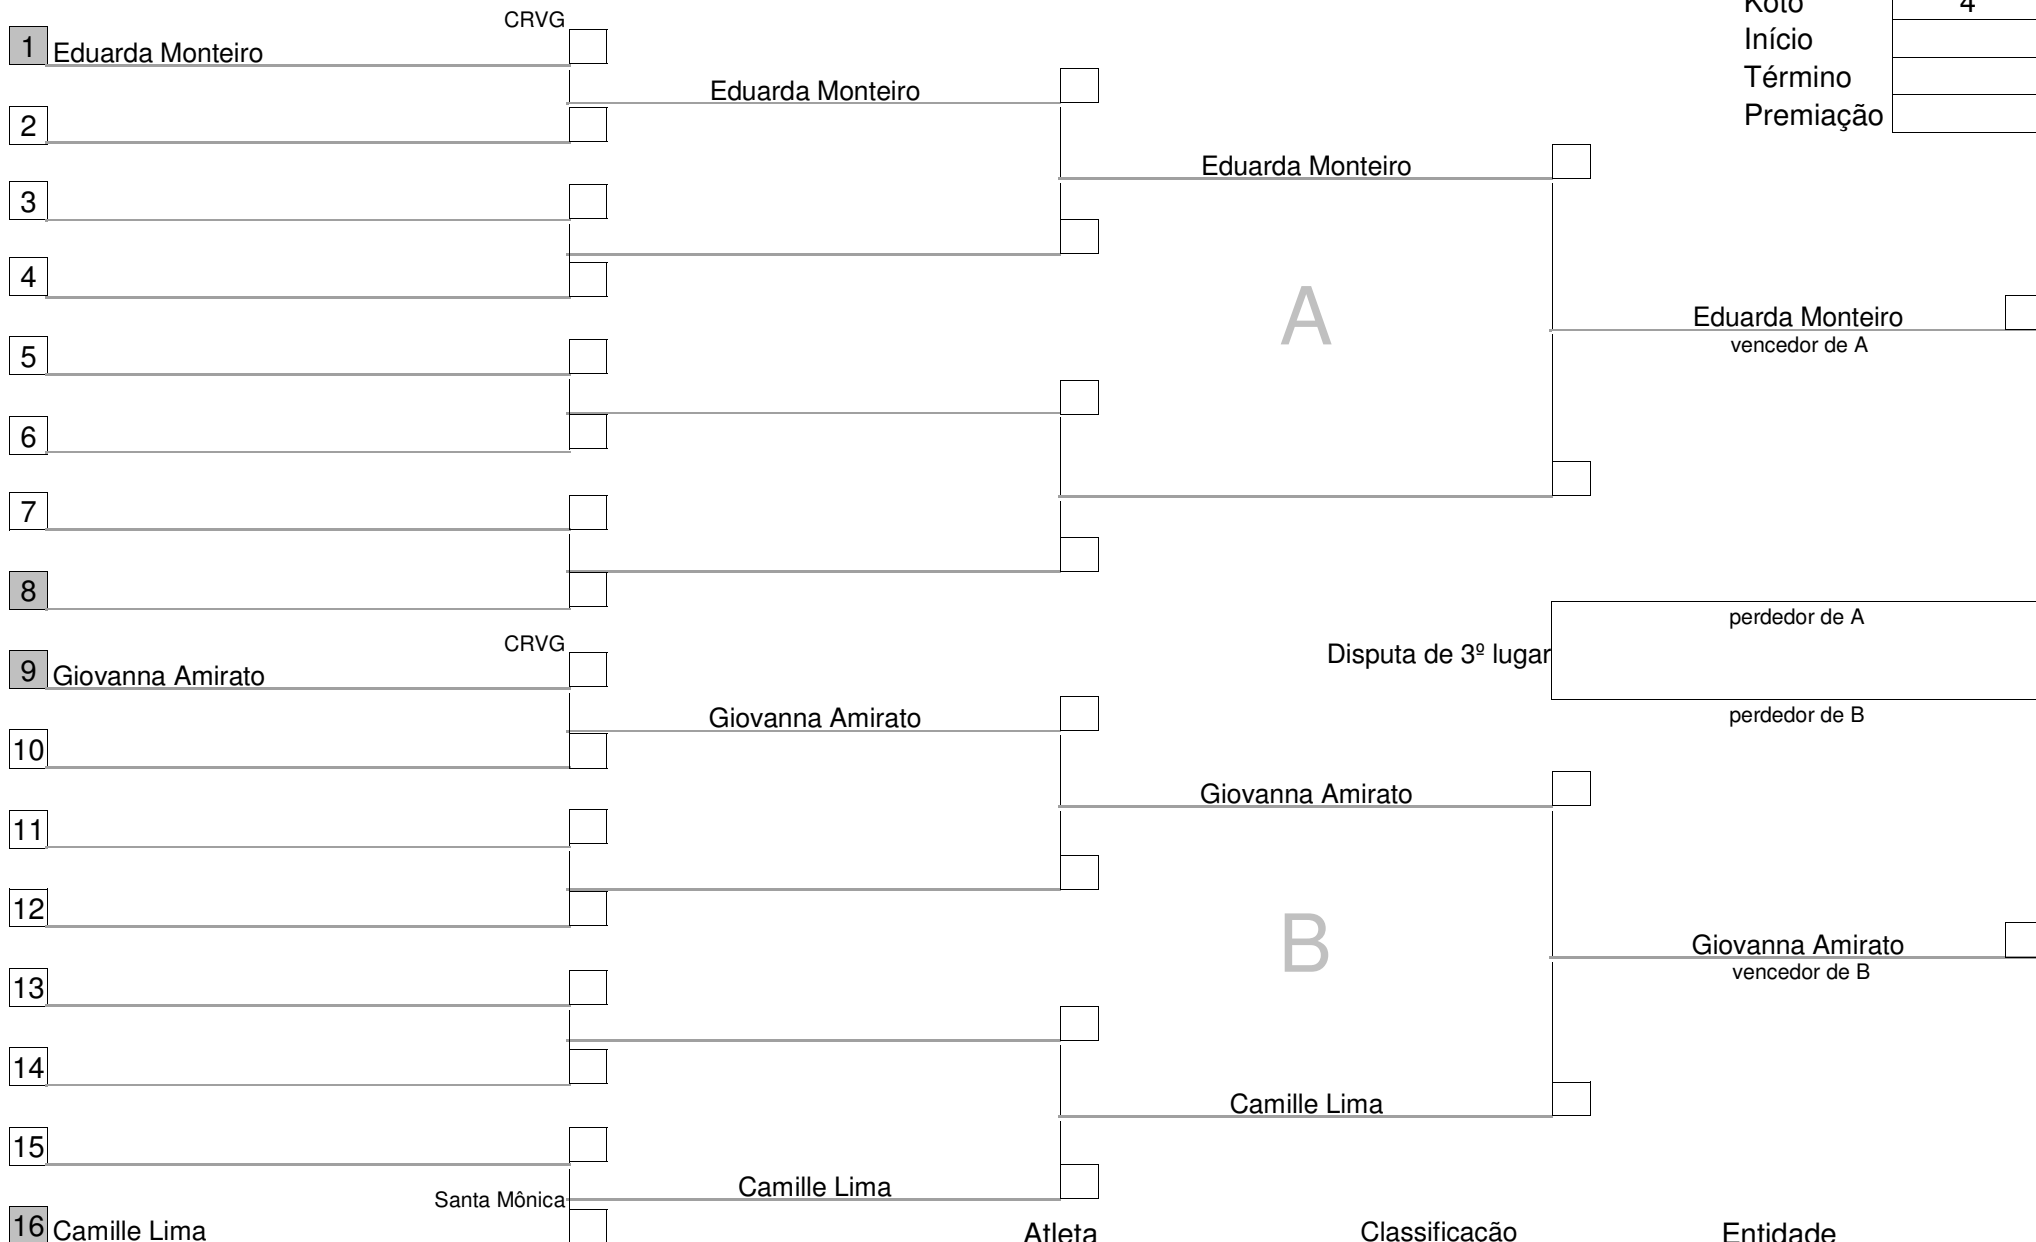 CRVG
Koto 4
1 Eduarda Monteiro
Início
Eduarda Monteiro
Término
2
Premiação
Eduarda Monteiro
3
4
A
Eduarda Monteiro
5
vencedor de A
6
7
8
perdedor de A
CRVG
Disputa de 3º lugar
9 Giovanna Amirato
Giovanna Amirato
perdedor de B
10
Giovanna Amirato
11
12
B
Giovanna Amirato
vencedor de B
13
14
Camille Lima
15
Camille Lima
Santa Mônica
16 Camille Lima
Atleta Classificação Entidade